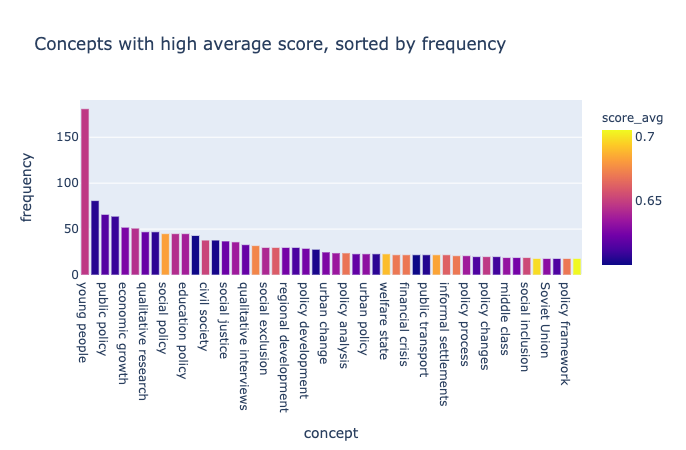 Concepts with high average score, sorted by frequency
score_avg
0.7
0.65
frequency
150
100
50
0
young people
public policy
economic growth
qualitative research
social policy
education policy
civil society
social justice
qualitative interviews
social exclusion
regional development
policy development
urban change
policy analysis
urban policy
welfare state
financial crisis
public transport
informal settlements
policy process
policy changes
middle class
social inclusion
Soviet Union
policy framework
concept